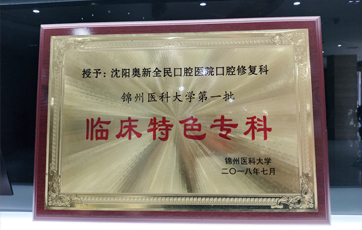 授予：沈阳奥新全民口腔医院口腔修复科
锦州医科大学第一批
临床特色专科
锦州医科大学
二〇一八年七月